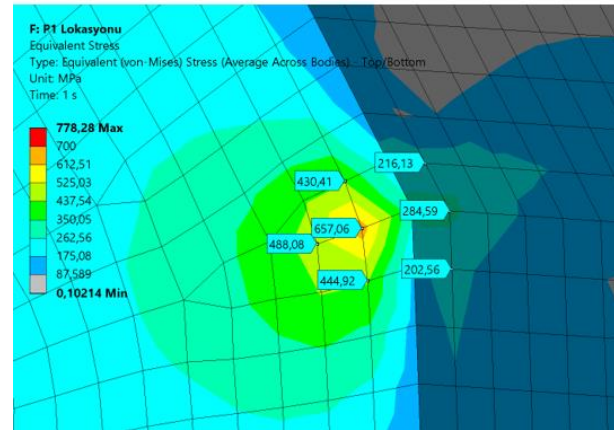 F: P1 Lokasyonu
Equivalent Stress
Type: Equivalent (von-Mises) Stress (Average Across Bodies) - Top/Bottom
Unit: MPa
Time: 1 s
778,28 Max
700
612,51
525,03
437,54
350,05
262,56
175,08
87,589
0,10214 Min
216,13
430,41
284,59
657,06
488,08
202,56
444,92